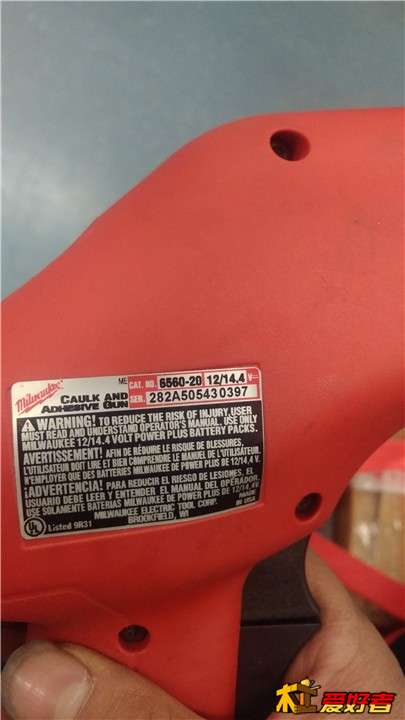 Milwaukee
ME CAT. NO. 6560-20 12/14.4 V
CAULK AND
ADHESIVE GUN
SER. 282A505430397
WARNING! TO REDUCE THE RISK OF INJURY, USER
MUST READ AND UNDERSTAND OPERATOR'S MANUAL. USE ONLY
MILWAUKEE 12/14.4 VOLT POWER PLUS BATTERY PACKS.
AVERTISSEMENT! AFIN DE RÉDUIRE LE RISQUE DE BLESSURES,
L'UTILISATEUR DOIT LIRE ET BIEN COMPRENDRE LE MANUEL DE L'UTILISATEUR.
N'EMPLOYER QUE DES BATTERIES MILWAUKEE DE POWER PLUS DE 12/14.4 V.
¡ADVERTENCIA! PARA REDUCIR EL RIESGO DE LESIONES, EL
USUARIO DEBE LEER Y ENTENDER EL MANUAL DEL OPERADOR.
USE SOLAMENTE BATERIAS MILWAUKEE DE POWER PLUS DE 12/14.4V.
MILWAUKEE ELECTRIC TOOL CORP.
BROOKFIELD, WI
MADE
IN USA
UL Listed 9R31
爱好者